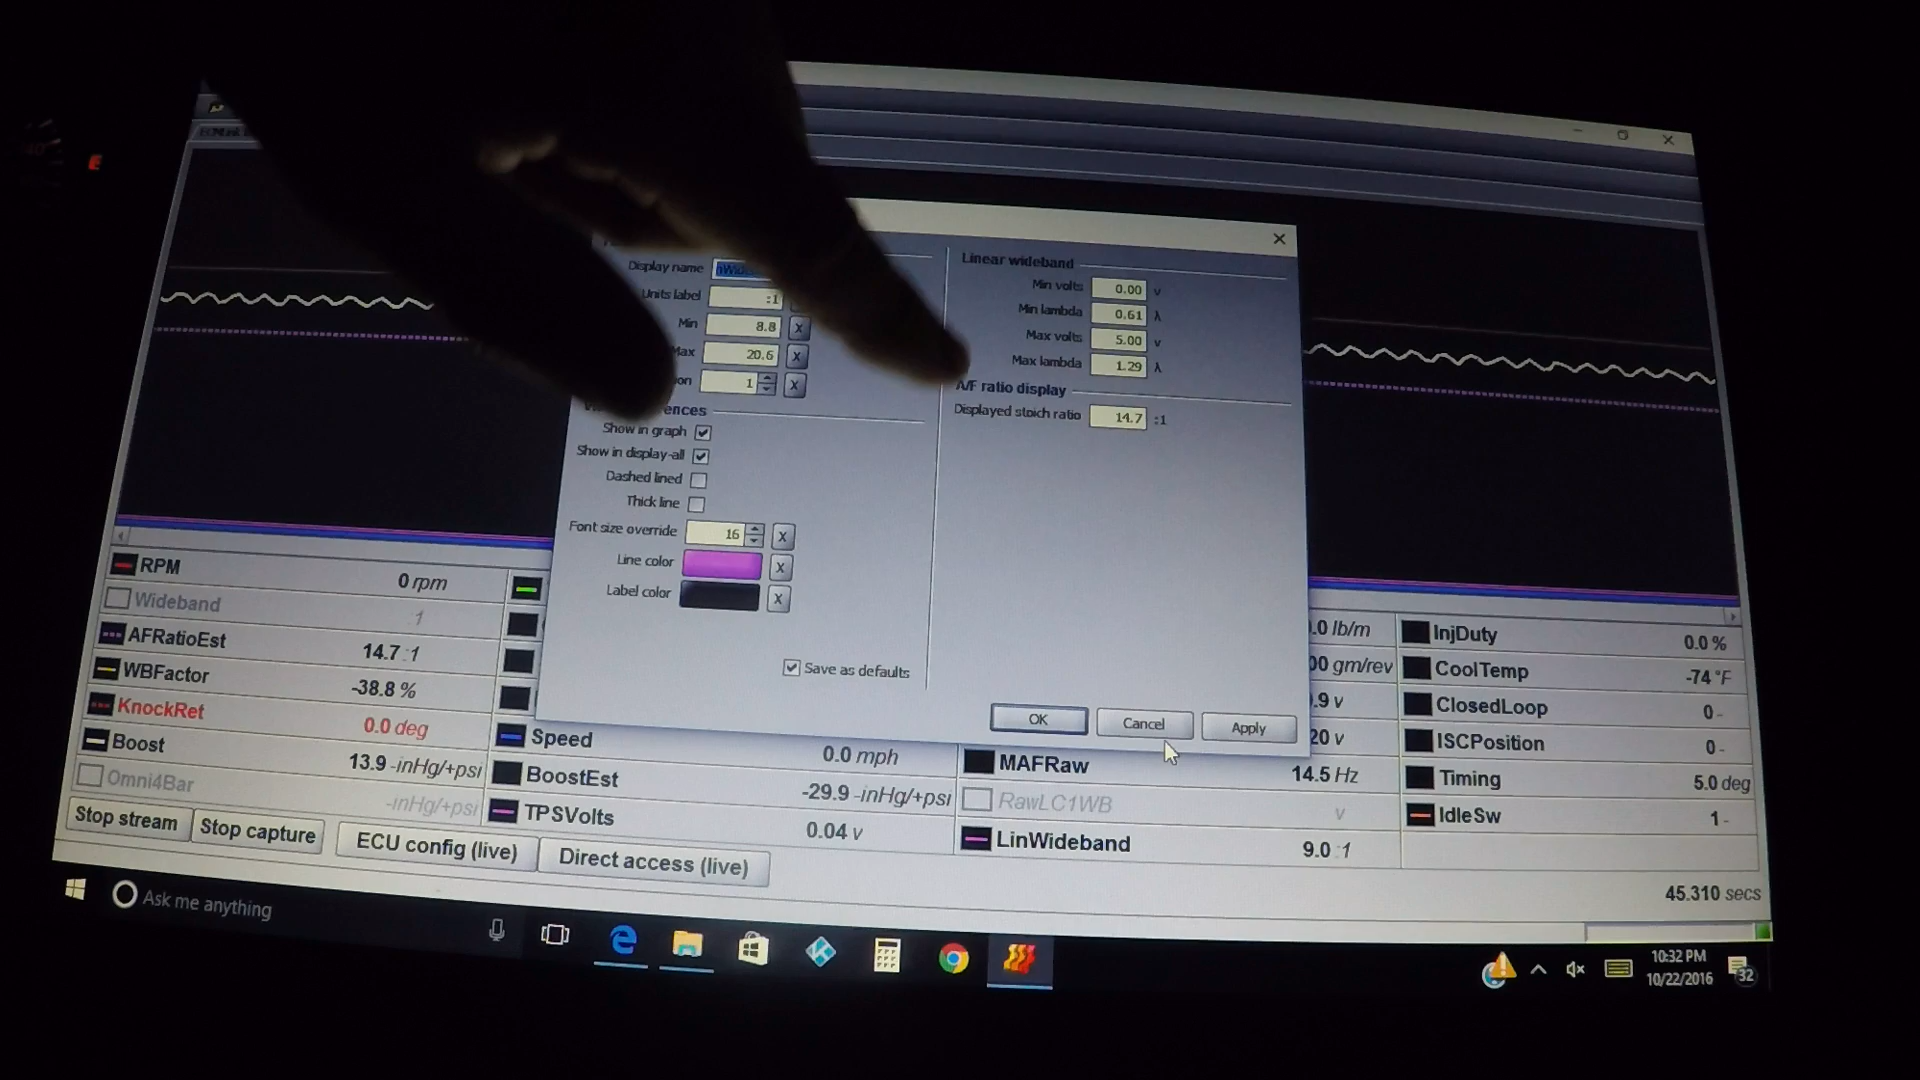 Display name
Units label :1
Min 8.8 X
Max 20.6 X
1 X
Show in graph
Show in display-all
Dashed lined
Thick line
Font size override 16 X
Line color X
Label color X
Save as defaults
Linear wideband
Min volts 0.00 v
Min lambda 0.61 λ
Max volts 5.00 v
Max lambda 1.29 λ
A/F ratio display
Displayed stoich ratio 14.7 :1
OK Cancel Apply
RPM 0 rpm
Wideband :1
AFRatioEst 14.7 :1
WBFactor -38.8 %
KnockRet 0.0 deg
Boost 13.9 -inHg/+psi
Omni4Bar -inHg/+psi
Speed 0.0 mph
BoostEst -29.9 -inHg/+psi
TPSVolts 0.04 v
MAFRaw 14.5 Hz
RawLC1WB v
LinWideband 9.0 :1
InjDuty 0.0 %
CoolTemp -74 °F
ClosedLoop 0 -
ISCPosition 0 -
Timing 5.0 deg
IdleSw 1 -
Stop stream Stop capture ECU config (live) Direct access (live)
45.310 secs
Ask me anything
10:32 PM
10/22/2016
32